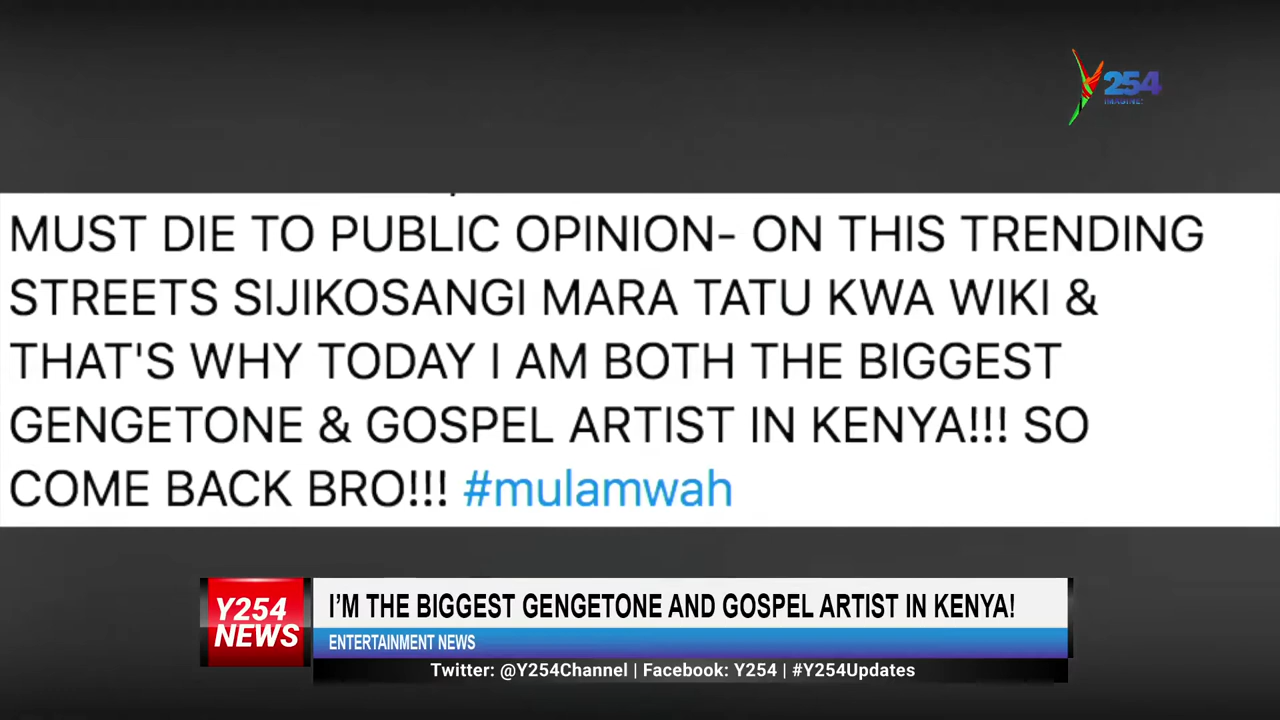 254
IMAGINE!
MUST DIE TO PUBLIC OPINION- ON THIS TRENDING
STREETS SIJIKOSANGI MARA TATU KWA WIKI &
THAT'S WHY TODAY I AM BOTH THE BIGGEST
GENGETONE & GOSPEL ARTIST IN KENYA!!! SO
COME BACK BRO!!! #mulamwah
Y254
NEWS
I'M THE BIGGEST GENGETONE AND GOSPEL ARTIST IN KENYA!
ENTERTAINMENT NEWS
Twitter: @Y254Channel | Facebook: Y254 | #Y254Updates